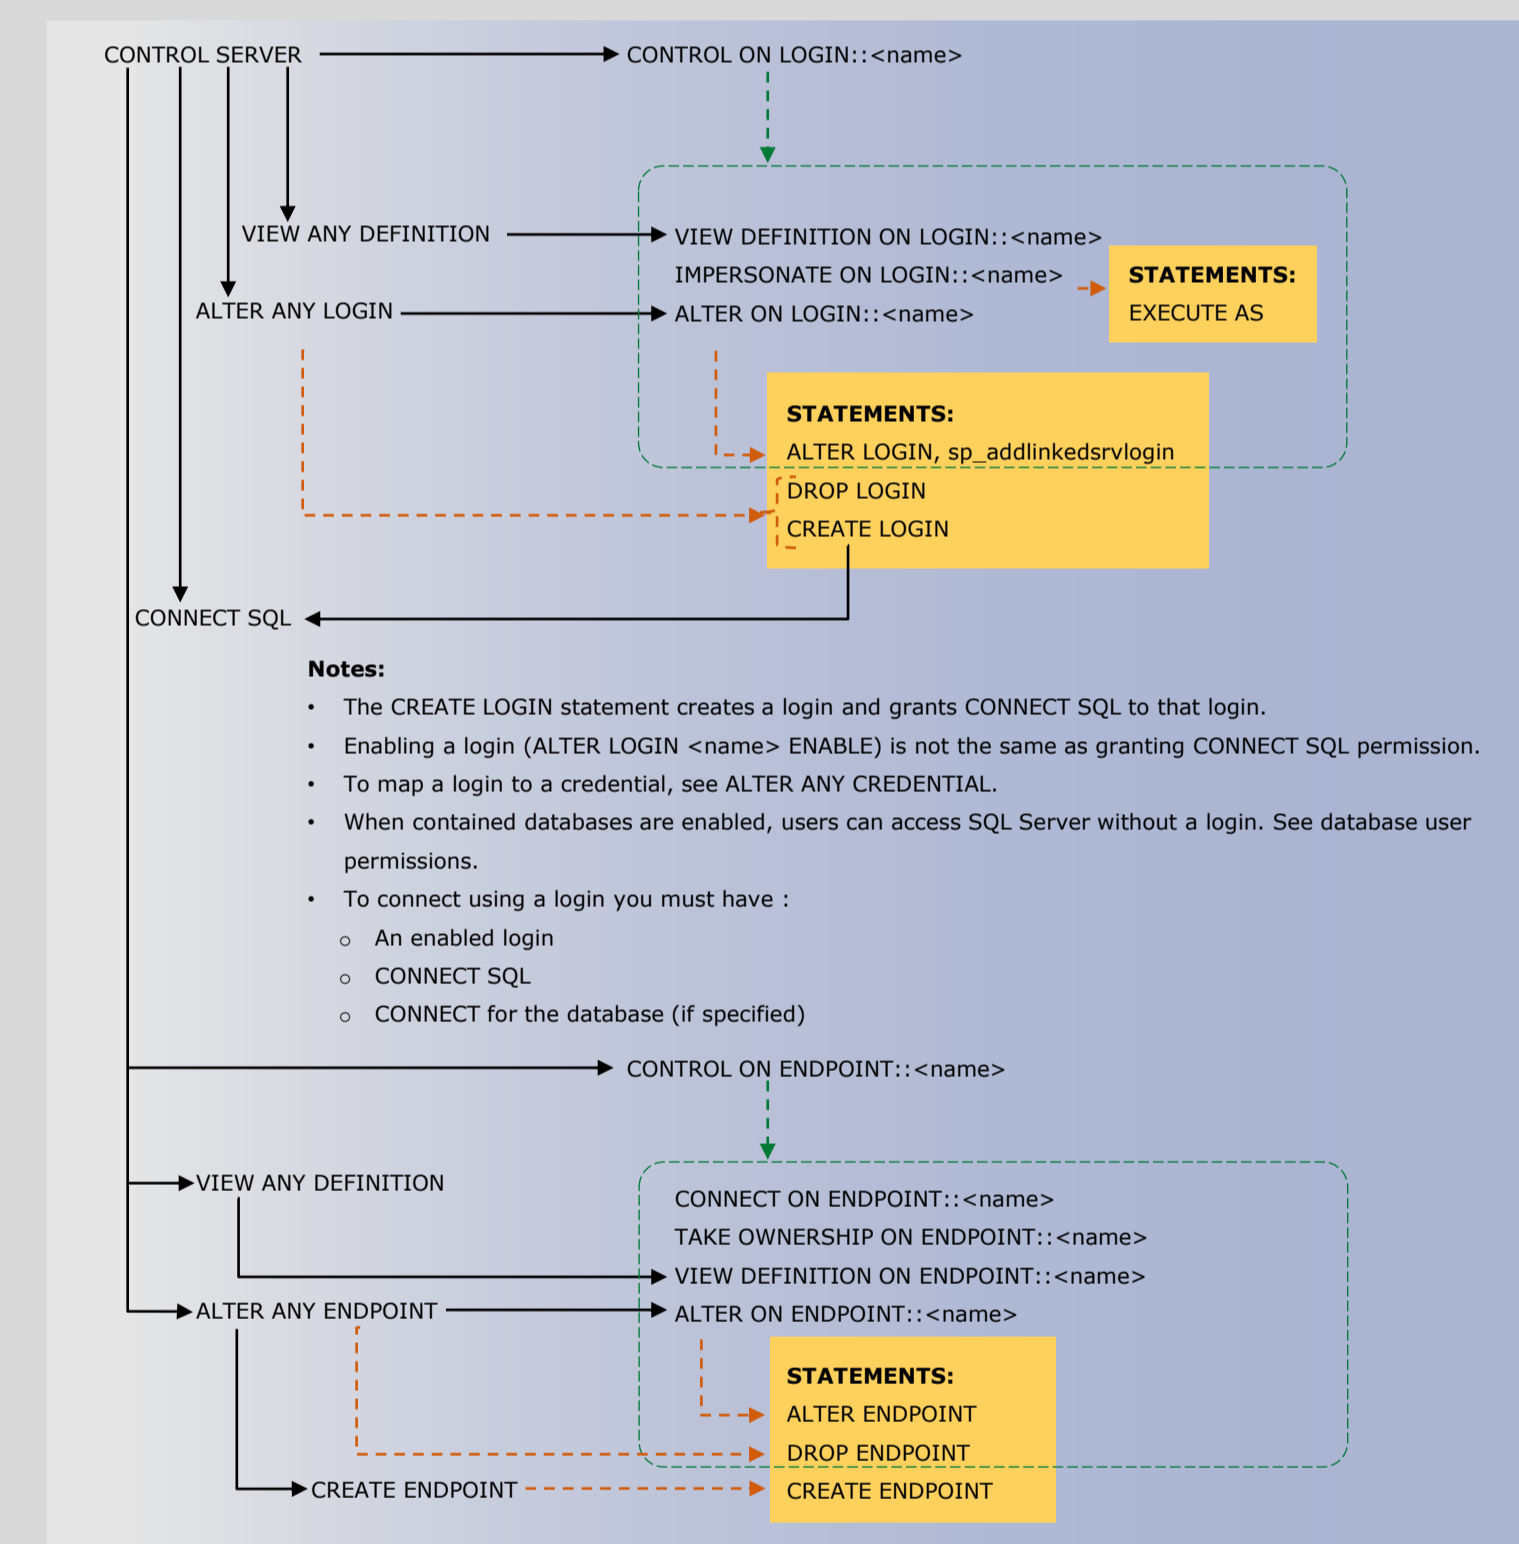 CONTROL SERVER
CONTROL ON LOGIN::<name>
VIEW ANY DEFINITION
VIEW DEFINITION ON LOGIN::<name>
IMPERSONATE ON LOGIN::<name>
STATEMENTS:
EXECUTE AS
ALTER ANY LOGIN
ALTER ON LOGIN::<name>
STATEMENTS:
ALTER LOGIN, sp_addlinkedsrvlogin
DROP LOGIN
CREATE LOGIN
CONNECT SQL
Notes:
• The CREATE LOGIN statement creates a login and grants CONNECT SQL to that login.
• Enabling a login (ALTER LOGIN <name> ENABLE) is not the same as granting CONNECT SQL permission.
• To map a login to a credential, see ALTER ANY CREDENTIAL.
• When contained databases are enabled, users can access SQL Server without a login. See database user
permissions.
• To connect using a login you must have :
o An enabled login
o CONNECT SQL
o CONNECT for the database (if specified)
CONTROL ON ENDPOINT::<name>
VIEW ANY DEFINITION
CONNECT ON ENDPOINT::<name>
TAKE OWNERSHIP ON ENDPOINT::<name>
VIEW DEFINITION ON ENDPOINT::<name>
ALTER ANY ENDPOINT
ALTER ON ENDPOINT::<name>
STATEMENTS:
ALTER ENDPOINT
DROP ENDPOINT
CREATE ENDPOINT
CREATE ENDPOINT